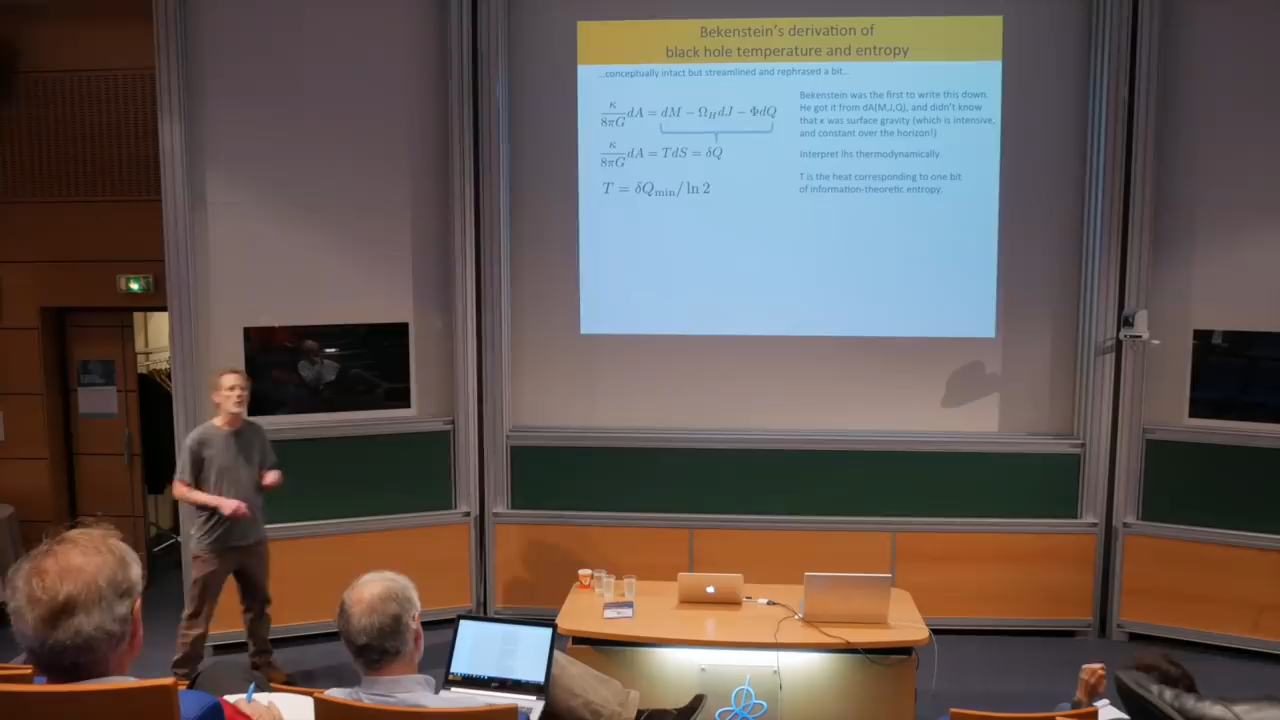 Bekenstein's derivation of
black hole temperature and entropy
...conceptually intact but streamlined and rephrased a bit...
κ/8πG dA = dM − Ω_H dJ − ΦdQ
Bekenstein was the first to write this down.
He got it from dA(M,J,Q), and didn't know
that κ was surface gravity (which is intensive,
and constant over the horizon!)
κ/8πG dA = TdS = δQ
Interpret lhs thermodynamically.
T = δQ_min/ ln 2
T is the heat corresponding to one bit
of information-theoretic entropy.